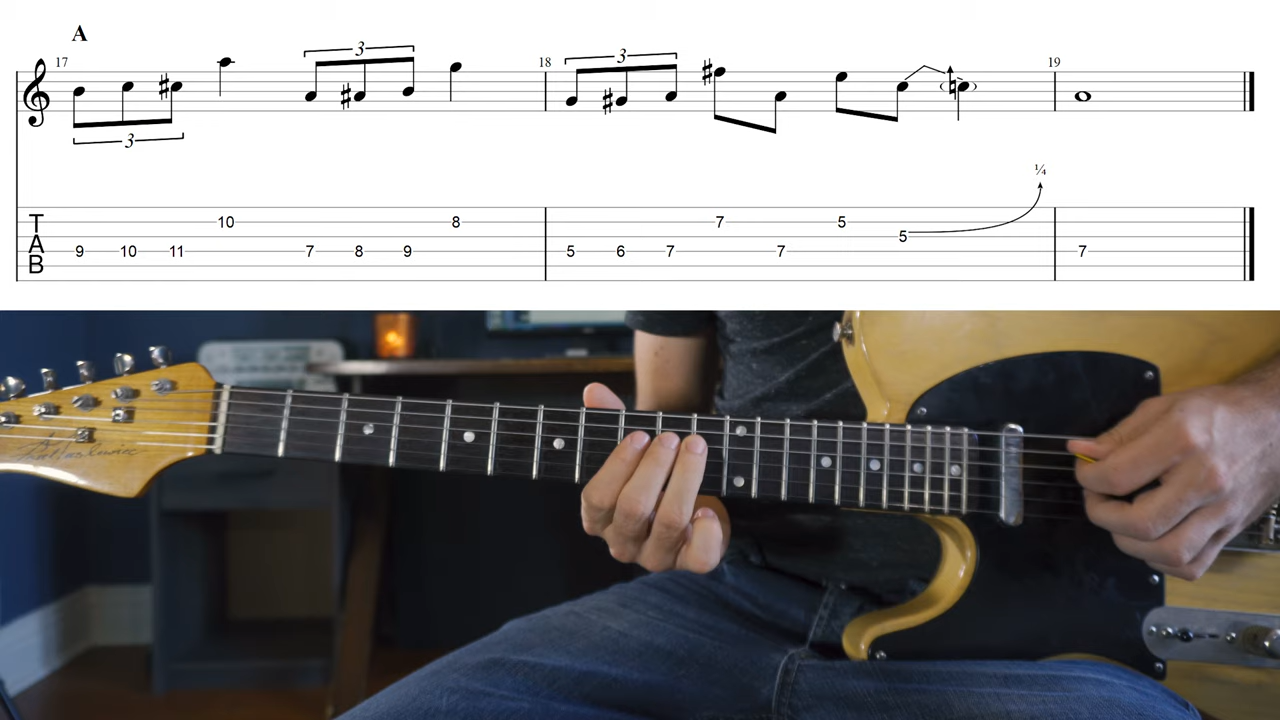 A
17 3 3 18 3 19
¼
T 10 8 7 5
A 9 10 11 7 8 9 5 6 7 7 5 7
B